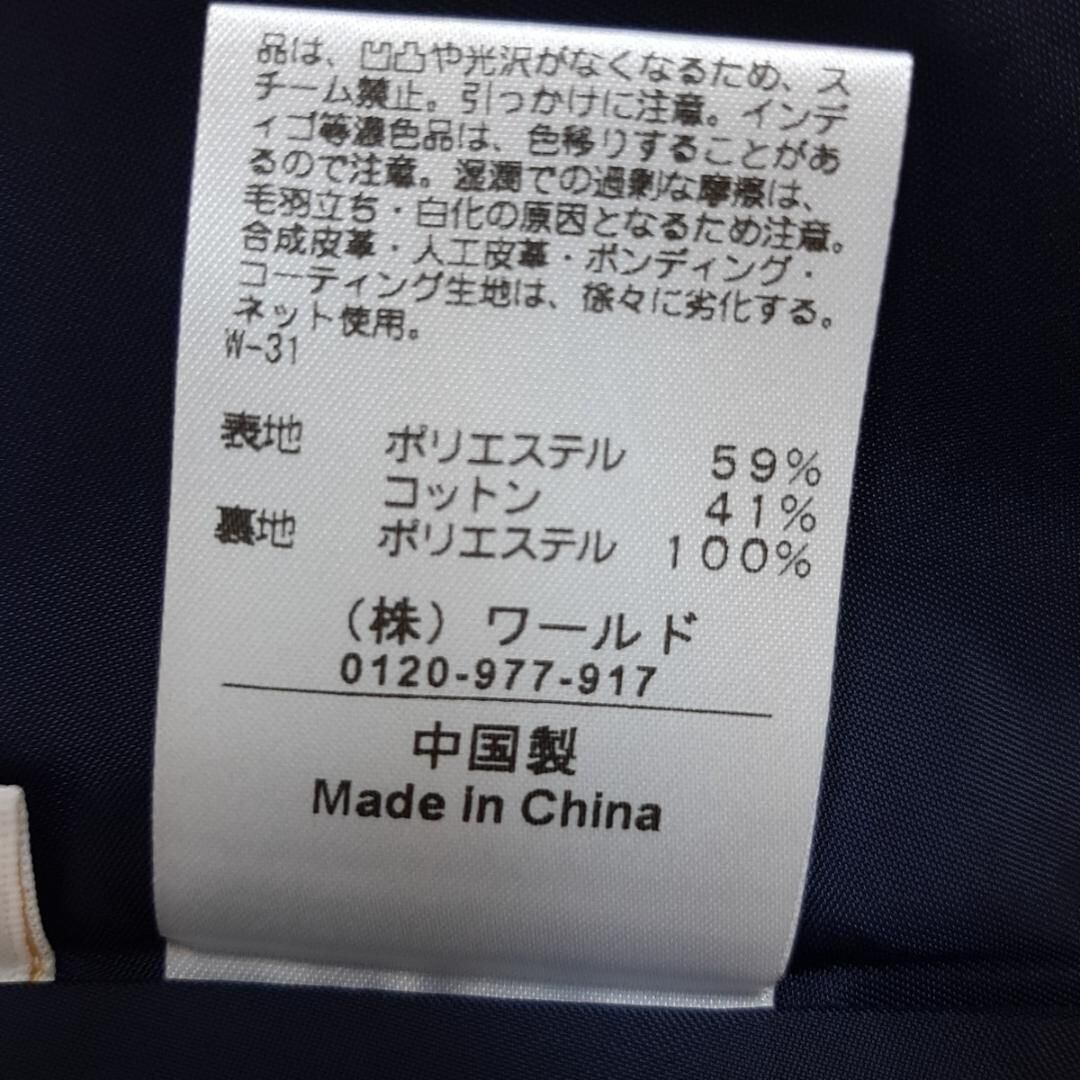 品は、凹凸や光沢がなくなるため、ス
チーム禁止。引っかけに注意。インデ
ィゴ等濃色品は、色移りすることがあ
るので注意。湿潤での過剰な摩擦は、
毛羽立ち・白化の原因となるため注意。
合成皮革・人工皮革・ボンディング・
コーティング生地は、徐々に劣化する。
ネット使用。
W-31
表地 ポリエステル 59%
コットン 41%
裏地 ポリエステル 100%
(株) ワールド
0120-977-917
中国製
Made in China